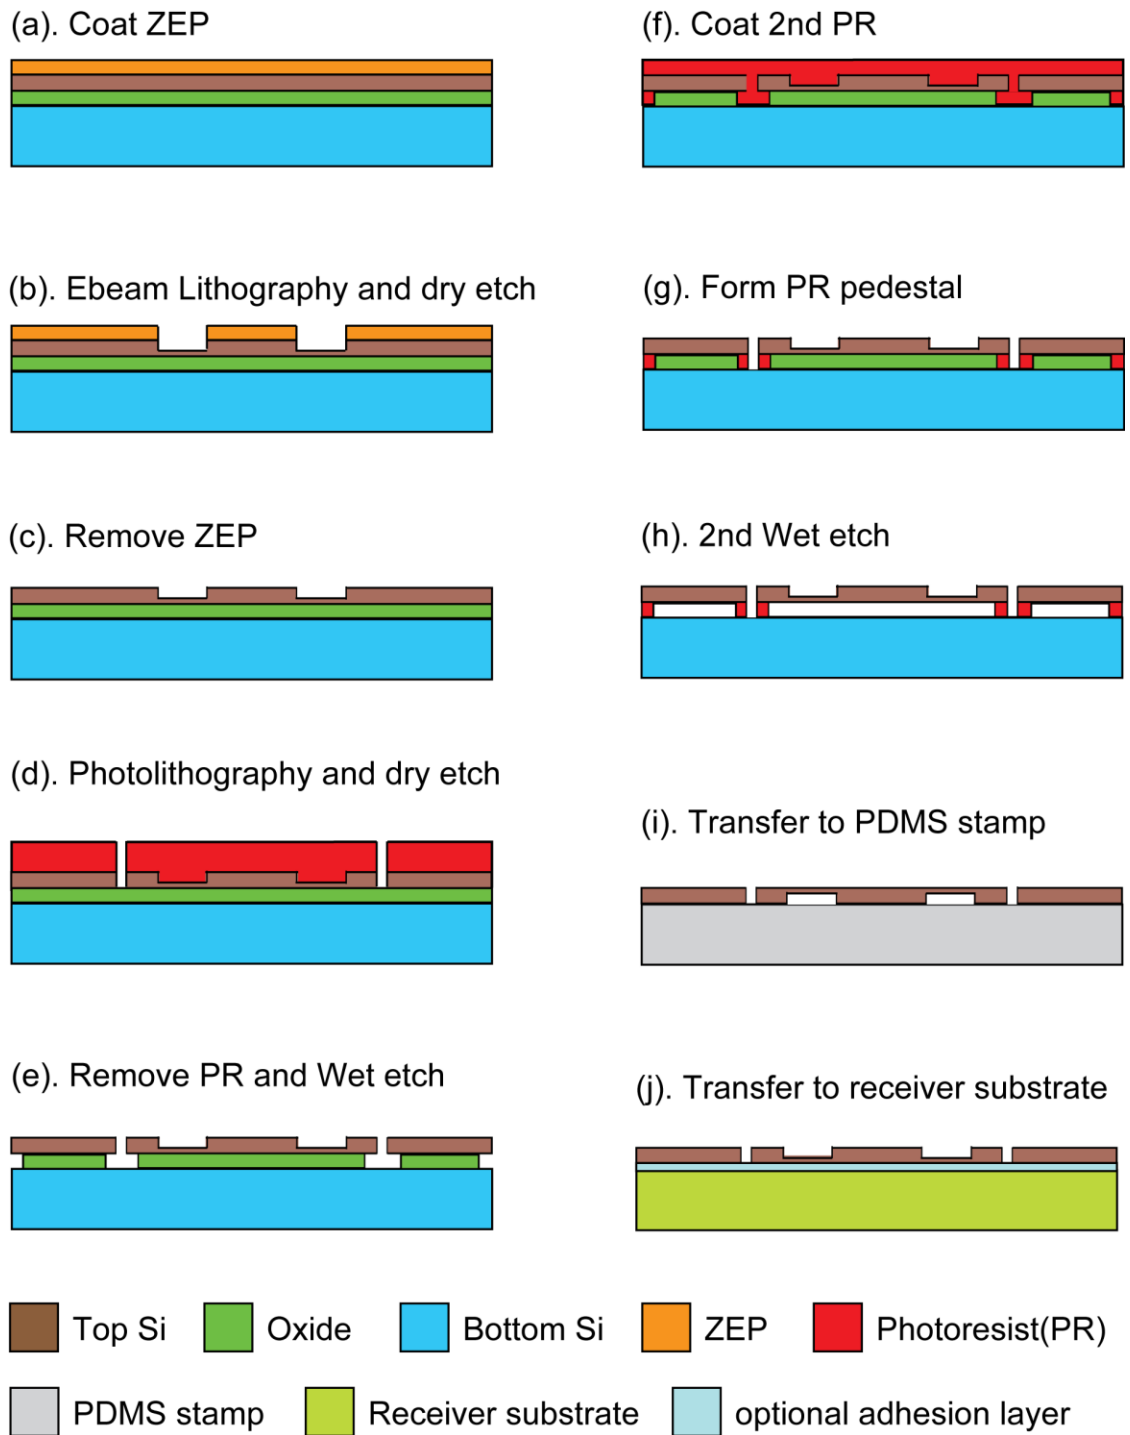 (a). Coat ZEP
(b). Ebeam Lithography and dry etch
(c). Remove ZEP
(d). Photolithography and dry etch
(e). Remove PR and Wet etch
(f). Coat 2nd PR
(g). Form PR pedestal
(h). 2nd Wet etch
(i). Transfer to PDMS stamp
(j). Transfer to receiver substrate
Top Si Oxide Bottom Si ZEP Photoresist(PR)
PDMS stamp Receiver substrate optional adhesion layer